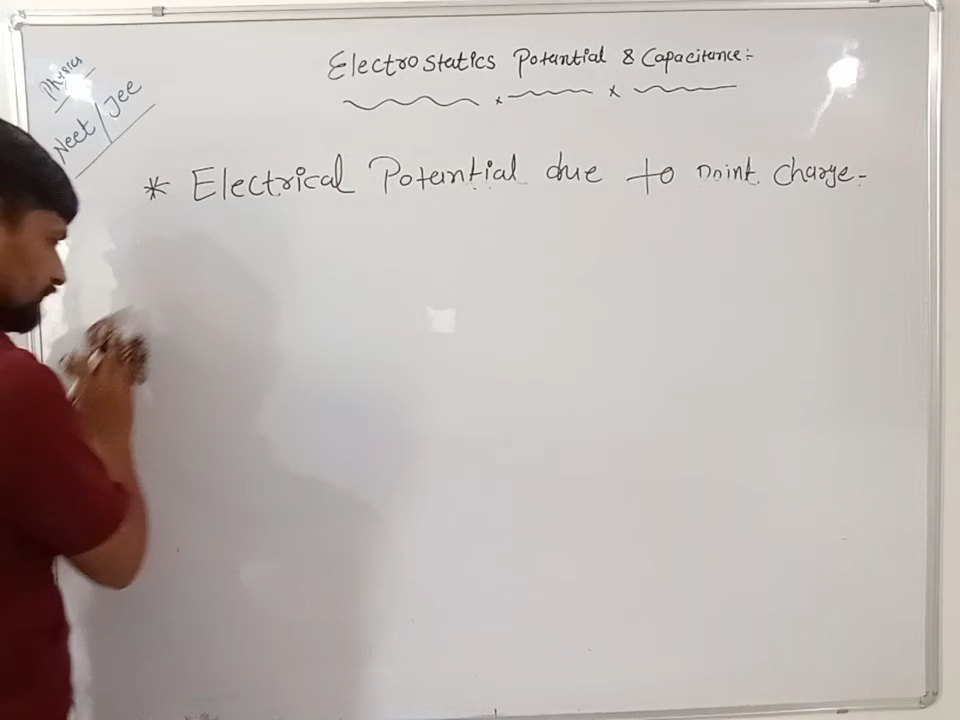 Physics
Neet/Jee
Electrostatics Potential & Capacitance:-
* Electrical Potential due to point charge-